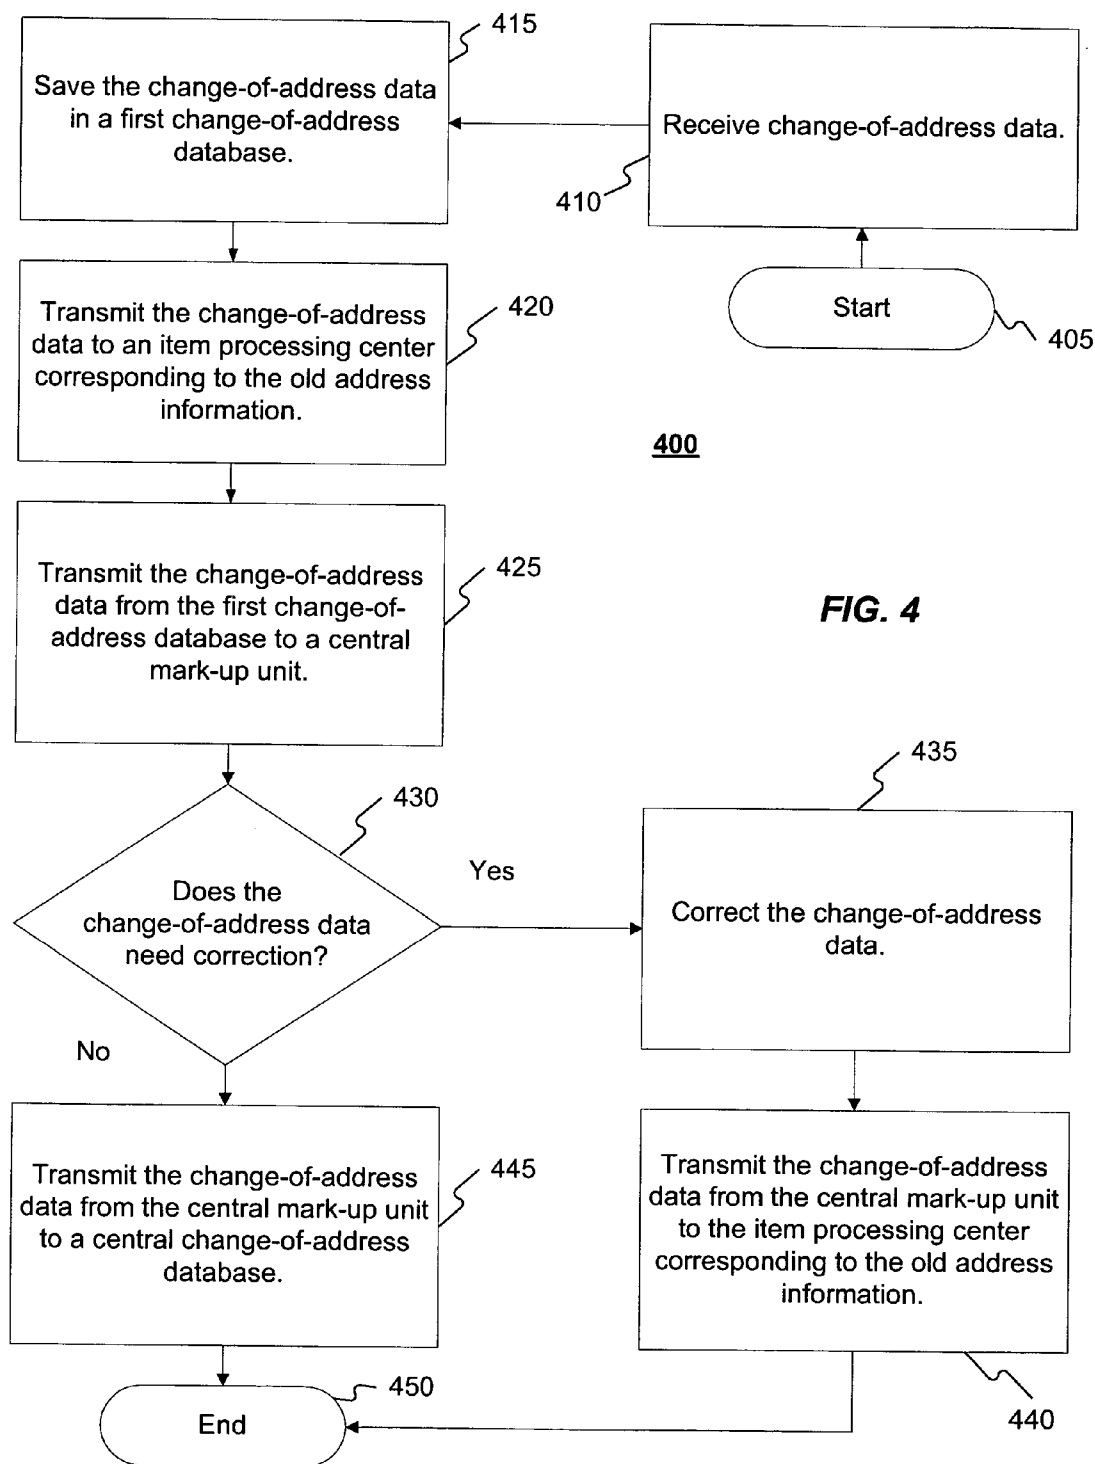 415
Save the change-of-address data
in a first change-of-address
database.
Receive change-of-address data.
410
Start
405
Transmit the change-of-address
data to an item processing center
corresponding to the old address
information.
420
400
Transmit the change-of-address
data from the first change-of-
address database to a central
mark-up unit.
425
FIG. 4
430
Does the
change-of-address data
need correction?
Yes
No
435
Correct the change-of-address
data.
Transmit the change-of-address
data from the central mark-up unit
to a central change-of-address
database.
445
Transmit the change-of-address
data from the central mark-up unit
to the item processing center
corresponding to the old address
information.
440
End
450